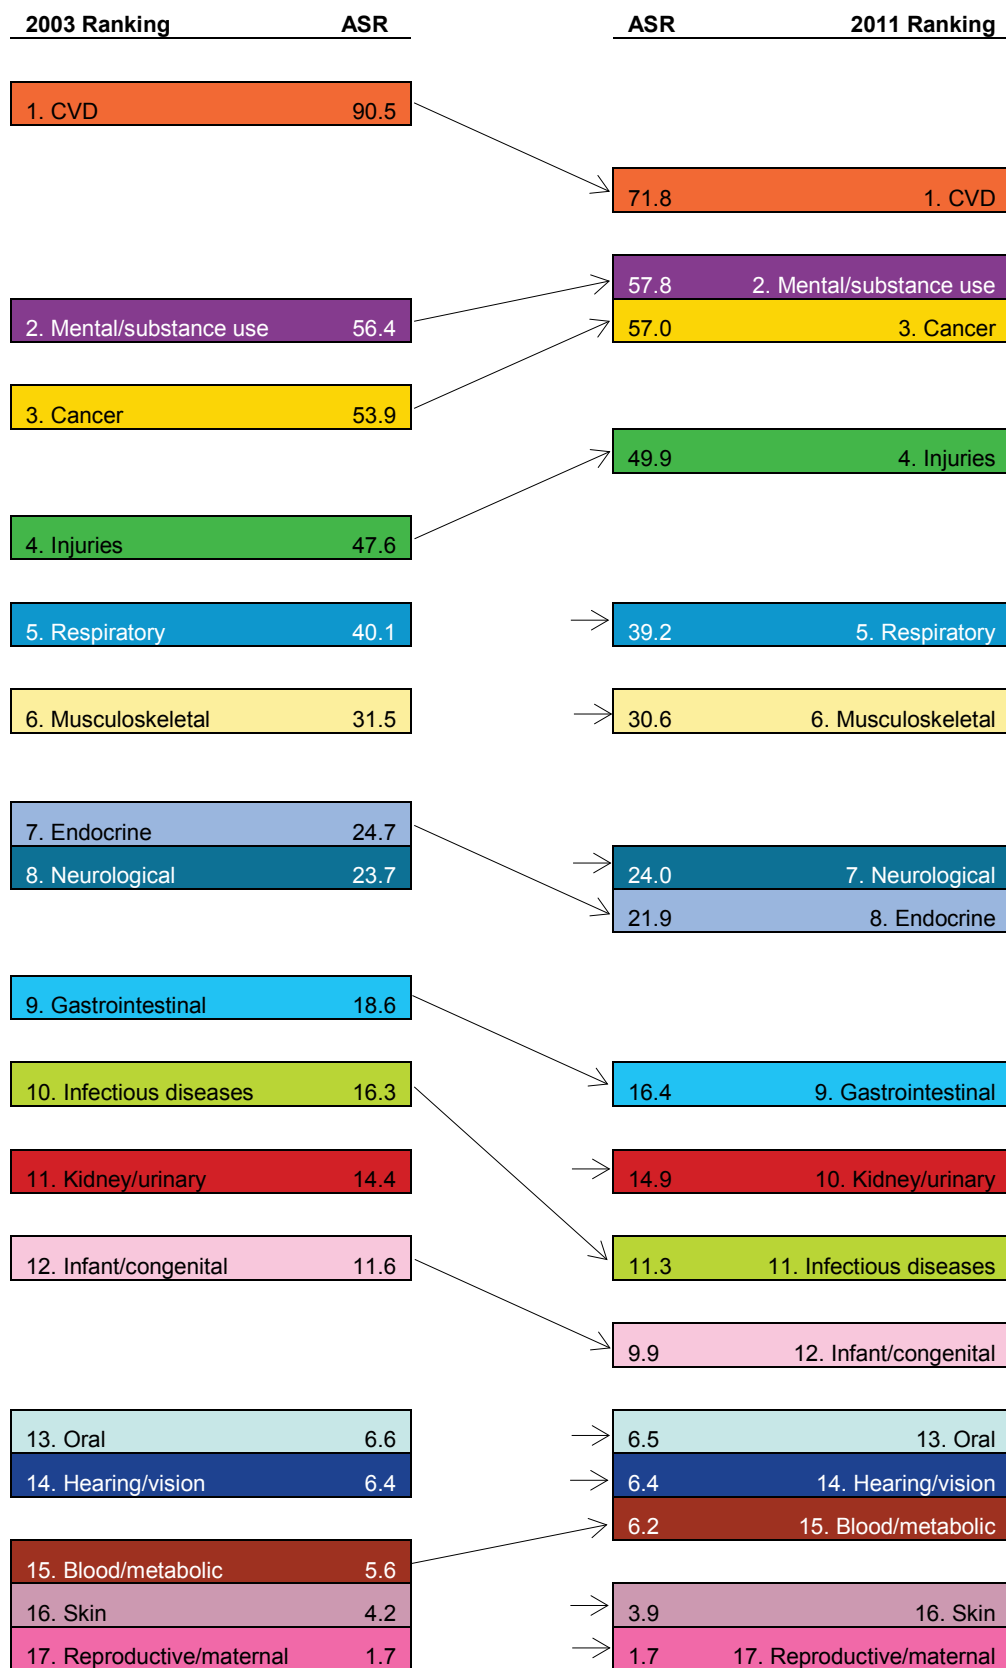 2003 Ranking ASR ASR 2011 Ranking
1. CVD 90.5
71.8 1. CVD
57.8 2. Mental/substance use
2. Mental/substance use 56.4 57.0 3. Cancer
3. Cancer 53.9
49.9 4. Injuries
4. Injuries 47.6
5. Respiratory 40.1 39.2 5. Respiratory
6. Musculoskeletal 31.5 30.6 6. Musculoskeletal
7. Endocrine 24.7
8. Neurological 23.7 24.0 7. Neurological
21.9 8. Endocrine
9. Gastrointestinal 18.6
10. Infectious diseases 16.3 16.4 9. Gastrointestinal
11. Kidney/urinary 14.4 14.9 10. Kidney/urinary
12. Infant/congenital 11.6 11.3 11. Infectious diseases
9.9 12. Infant/congenital
13. Oral 6.6 6.5 13. Oral
14. Hearing/vision 6.4 6.4 14. Hearing/vision
6.2 15. Blood/metabolic
15. Blood/metabolic 5.6
16. Skin 4.2 3.9 16. Skin
17. Reproductive/maternal 1.7 1.7 17. Reproductive/maternal